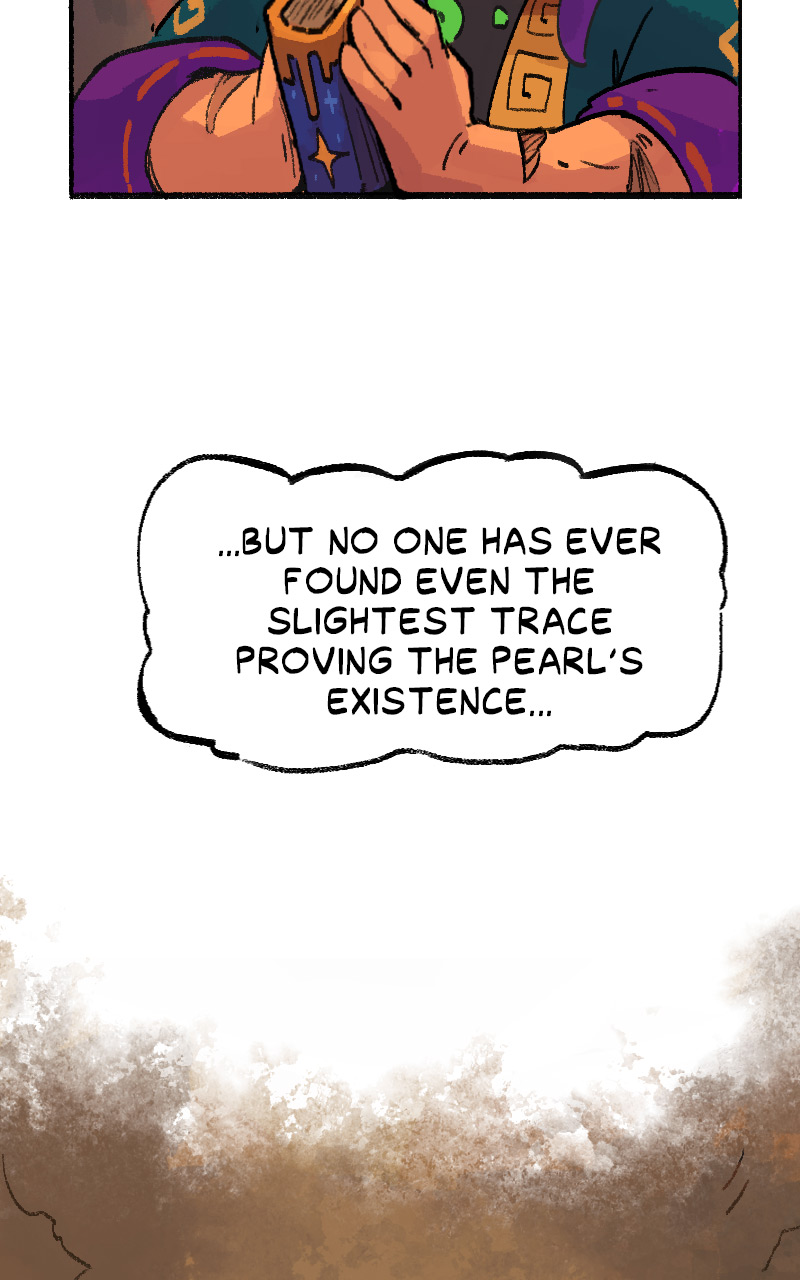 ...BUT NO ONE HAS EVER
FOUND EVEN THE
SLIGHTEST TRACE
PROVING THE PEARL'S
EXISTENCE...